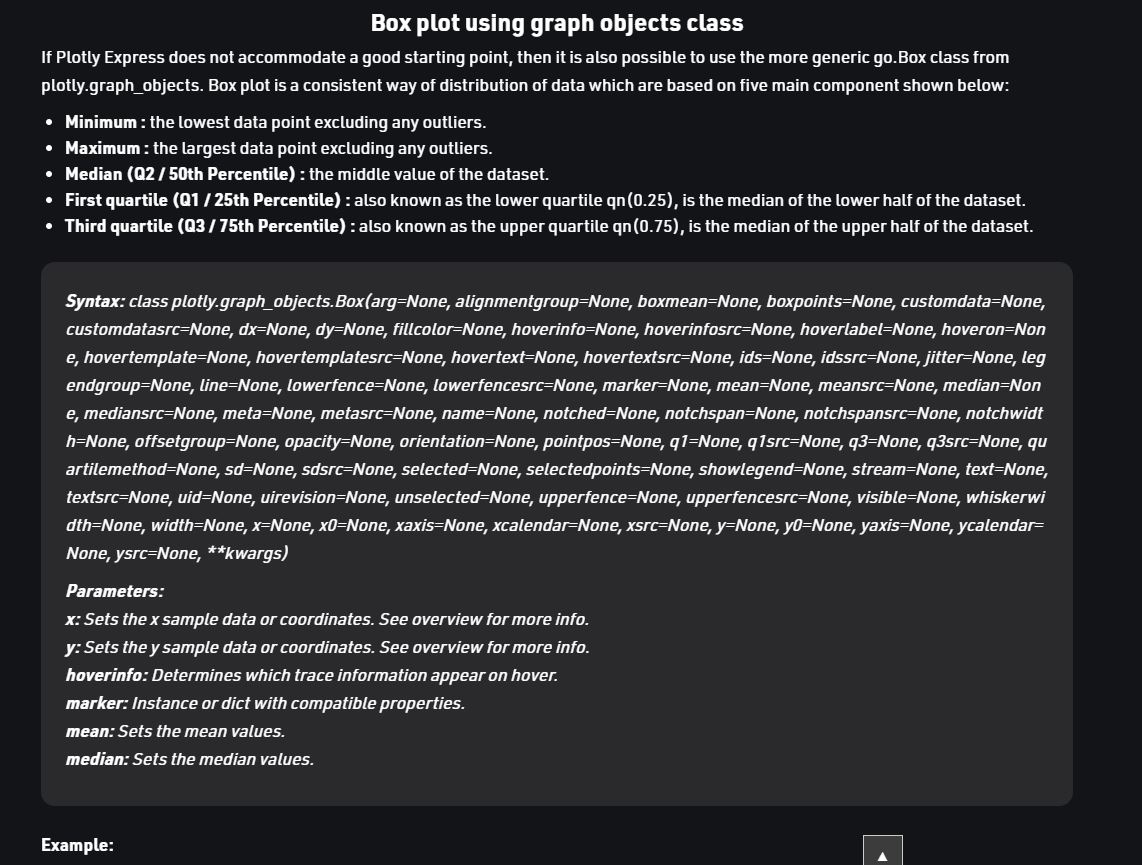 Box plot using graph objects class
If Plotly Express does not accommodate a good starting point, then it is also possible to use the more generic go.Box class from
plotly.graph_objects. Box plot is a consistent way of distribution of data which are based on five main component shown below:
• Minimum : the lowest data point excluding any outliers.
• Maximum : the largest data point excluding any outliers.
• Median (Q2 / 50th Percentile) : the middle value of the dataset.
• First quartile (Q1 / 25th Percentile) : also known as the lower quartile qn(0.25), is the median of the lower half of the dataset.
• Third quartile (Q3 / 75th Percentile) : also known as the upper quartile qn(0.75), is the median of the upper half of the dataset.
Syntax: class plotly.graph_objects.Box(arg=None, alignmentgroup=None, boxmean=None, boxpoints=None, customdata=None,
customdatasrc=None, dx=None, dy=None, fillcolor=None, hoverinfo=None, hoverinfosrc=None, hoverlabel=None, hoveron=Non
e, hovertemplate=None, hovertemplatesrc=None, hovertext=None, hovertextsrc=None, ids=None, idssrc=None, jitter=None, leg
endgroup=None, line=None, lowerfence=None, lowerfencesrc=None, marker=None, mean=None, meansrc=None, median=Non
e, mediansrc=None, meta=None, metasrc=None, name=None, notched=None, notchspan=None, notchspansrc=None, notchwidt
h=None, offsetgroup=None, opacity=None, orientation=None, pointpos=None, q1=None, q1src=None, q3=None, q3src=None, qu
artilemethod=None, sd=None, sdsrc=None, selected=None, selectedpoints=None, showlegend=None, stream=None, text=None,
textsrc=None, uid=None, uirevision=None, unselected=None, upperfence=None, upperfencesrc=None, visible=None, whiskerwi
dth=None, width=None, x=None, x0=None, xaxis=None, xcalendar=None, xsrc=None, y=None, y0=None, yaxis=None, ycalendar=
None, ysrc=None, **kwargs)
Parameters:
x: Sets the x sample data or coordinates. See overview for more info.
y: Sets the y sample data or coordinates. See overview for more info.
hoverinfo: Determines which trace information appear on hover.
marker: Instance or dict with compatible properties.
mean: Sets the mean values.
median: Sets the median values.
Example: